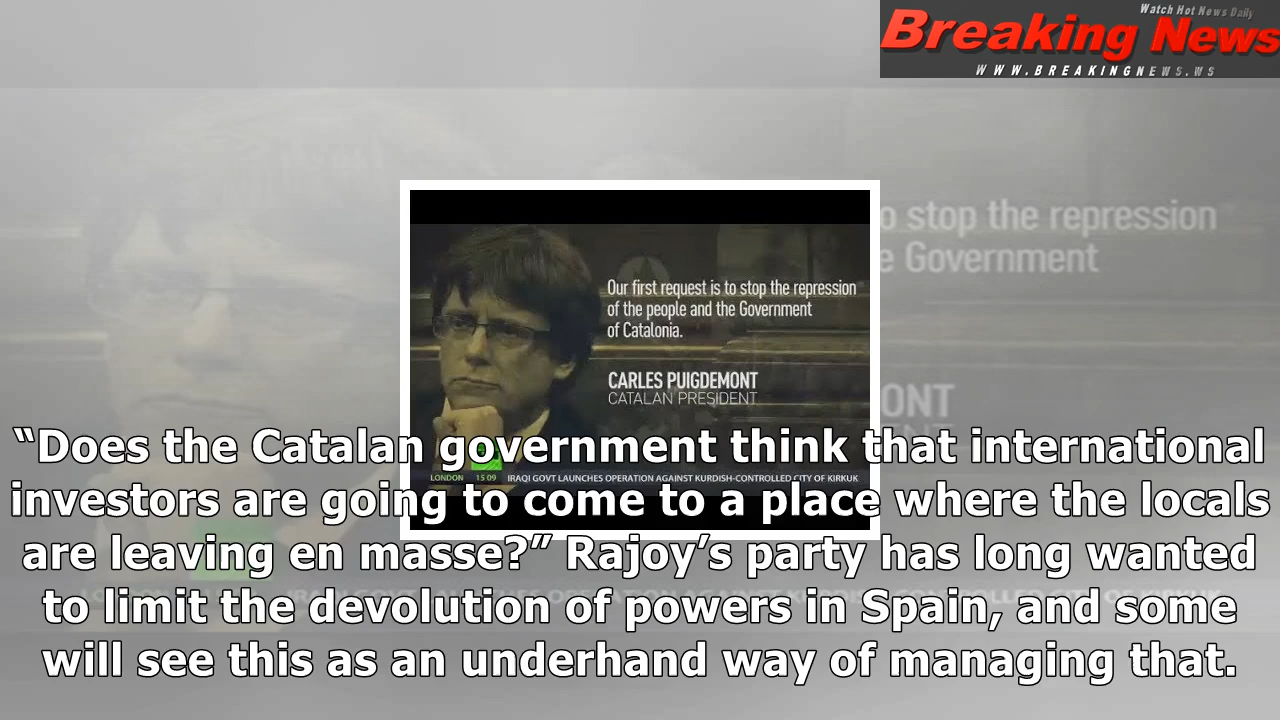 Watch Hot News Daily
Breaking News
WWW.BREAKINGNEWS.WS
to stop the repression
Government
Our first request is to stop the repression
of the people and the Government
of Catalonia.
CARLES PUIGDEMONT
CATALAN PRESIDENT
ONT
“Does the Catalan government think that international
LONDON 15 09 IRAQI GOVT LAUNCHES OPERATION AGAINST KURDISH-CONTROLLED CITY OF KIRKUK
investors are going to come to a place where the locals
are leaving en masse?” Rajoy’s party has long wanted
to limit the devolution of powers in Spain, and some
will see this as an underhand way of managing that.